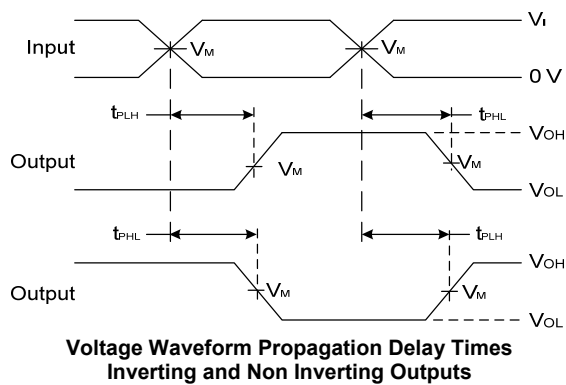 VI
Input VM VM
0 V
tPLH tPHL
VOH
Output VM VM
VOL
tPHL tPLH
VOH
Output VM VM
VOL
Voltage Waveform Propagation Delay Times
Inverting and Non Inverting Outputs